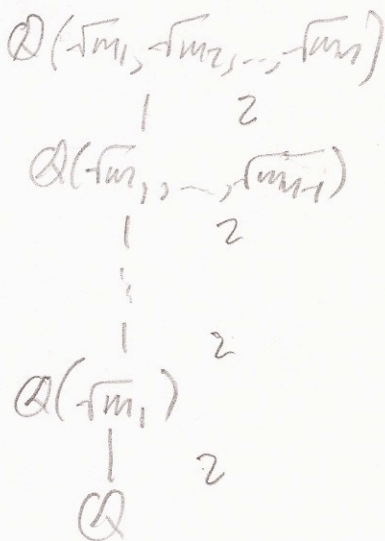 ℚ(√m₁, √m₂, ..., √mₙ)
| 2
ℚ(√m₁, ..., √mₙ₋₁)
| 2
⋮
| 2
ℚ(√m₁)
| 2
ℚ